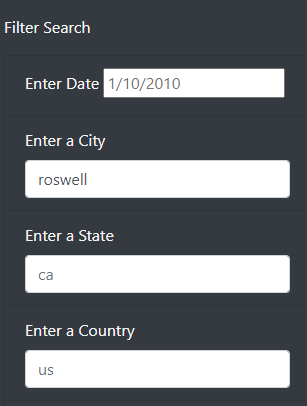 Filter Search
Enter Date 1/10/2010
Enter a City
roswell
Enter a State
ca
Enter a Country
us